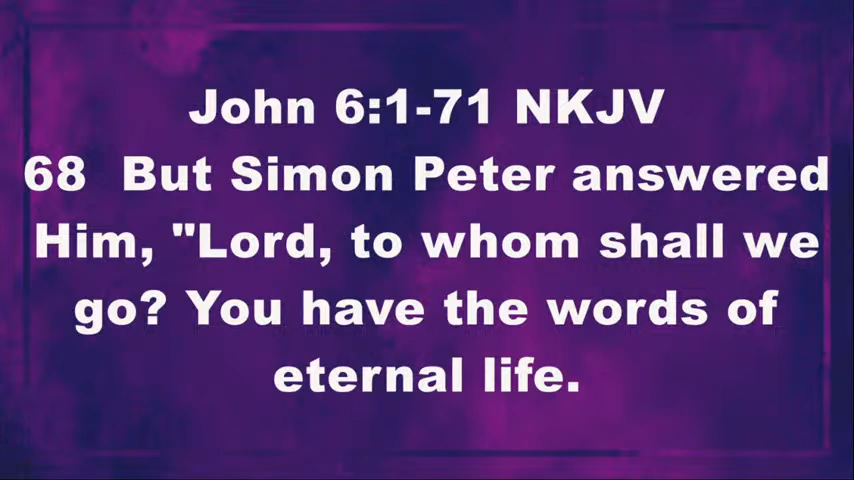 John 6:1-71 NKJV
68  But Simon Peter answered
Him, "Lord, to whom shall we
go? You have the words of
eternal life.